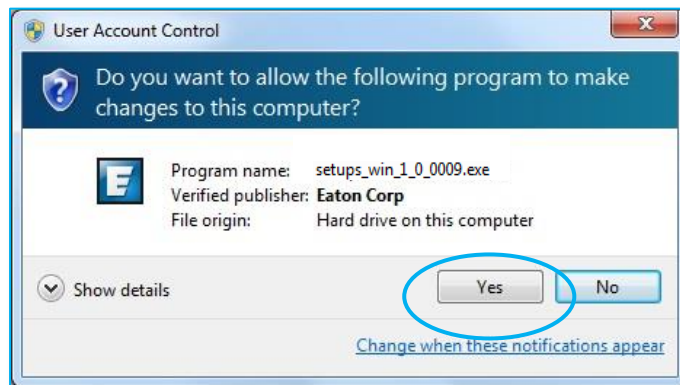 User Account Control
Do you want to allow the following program to make
changes to this computer?
Program name: setups_win_1_0_0009.exe
Verified publisher: Eaton Corp
File origin: Hard drive on this computer
Show details
Yes
No
Change when these notifications appear